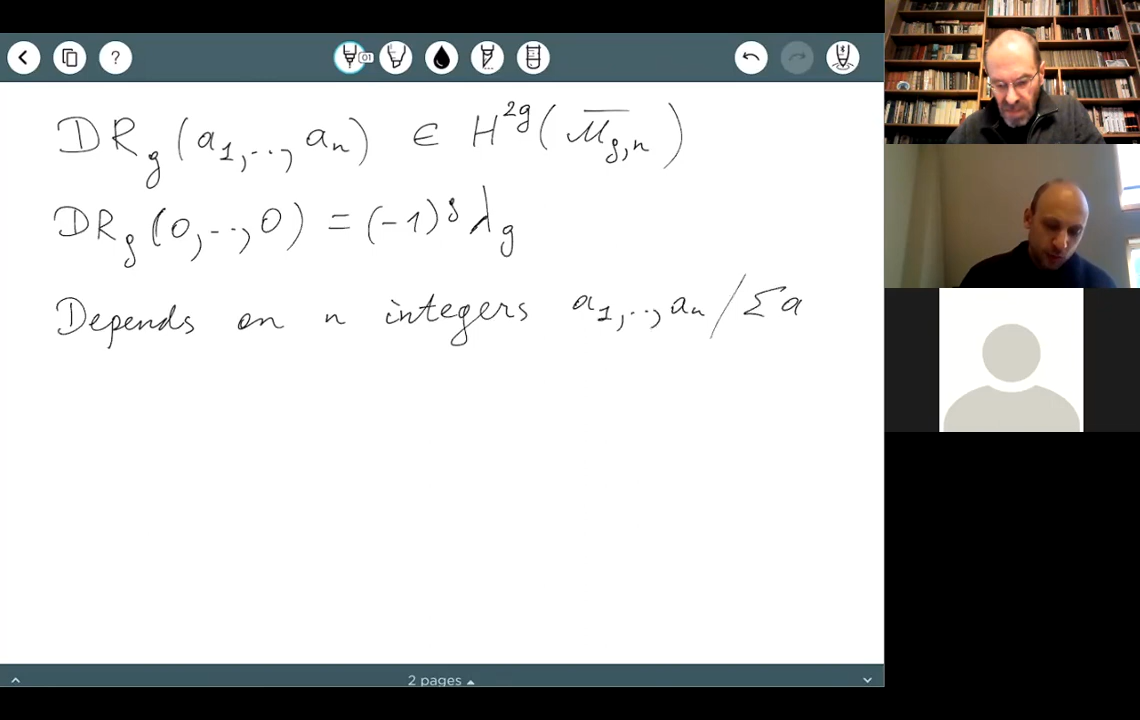 DR_g (a_1,..,a_n) ∈ H^{2g}(\overline{M}_{g,n})
DR_g (0,..,0) = (-1)^g λ_g
Depends on n integers a_1,..,a_n / Σa
2 pages